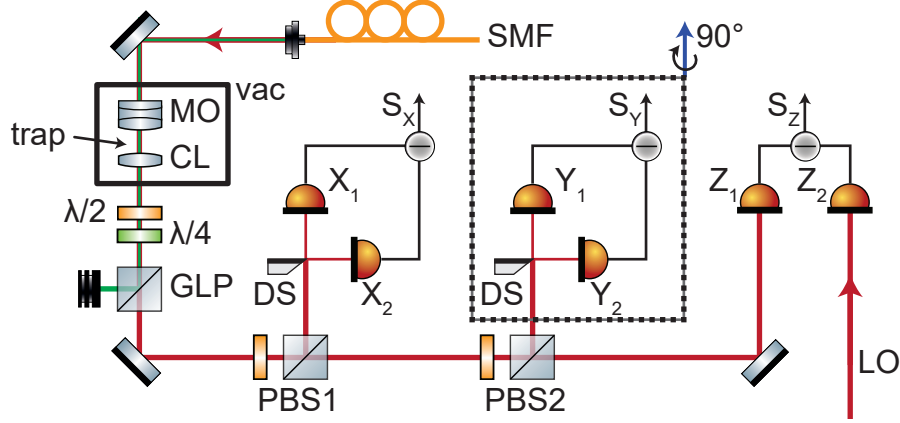 SMF
90°
vac
MO
trap
CL
λ/2
λ/4
GLP
S_X
X_1
X_2
DS
PBS1
S_Y
Y_1
Y_2
DS
PBS2
S_Z
Z_1
Z_2
LO